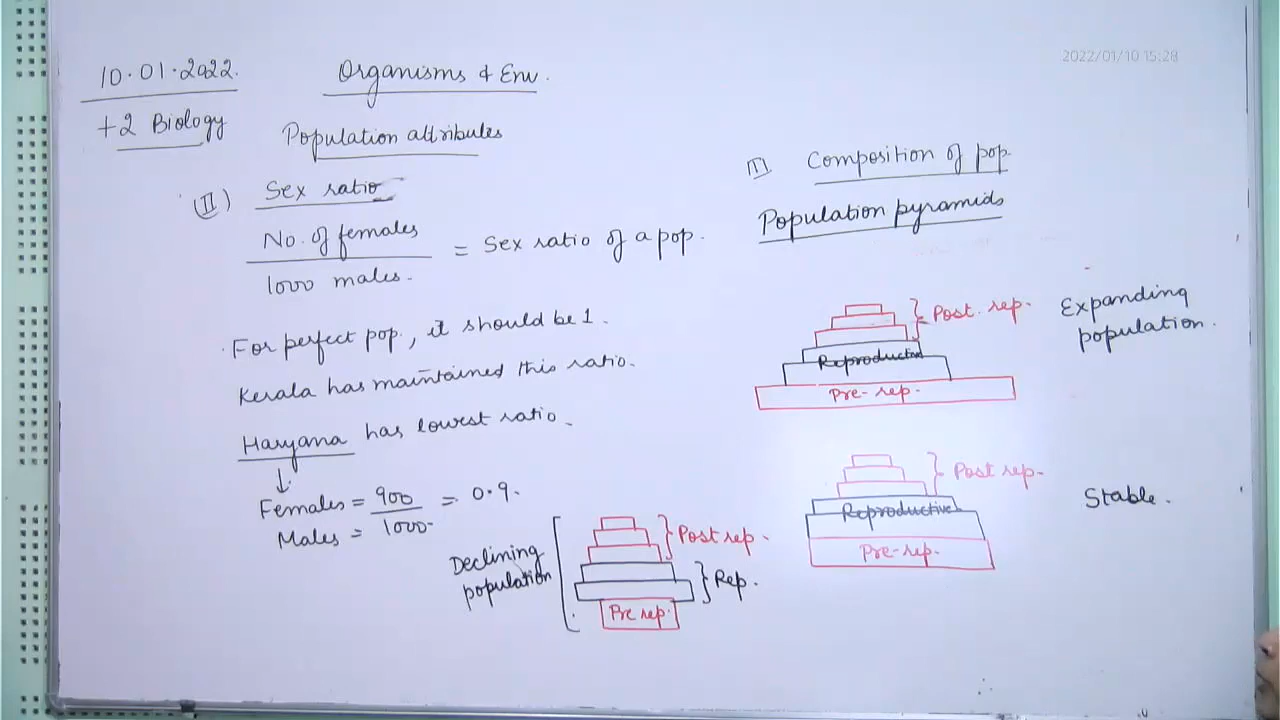 2022/01/10 15:28
10.01.2022.
Organisms & Env.
+2 Biology
Population attributes
(II) Sex ratio
No. of females
1000 males.
= Sex ratio of a pop.
For perfect pop., it should be 1.
Kerala has maintained this ratio.
Haryana has lowest ratio.
↓
Females = 900
Males = 1000
= 0.9.
III Composition of pop.
Population pyramids
Post. rep.
Reproductive
Pre-rep.
Expanding
population.
Post rep.
Reproductive
Pre-rep.
Stable.
Declining
population
Post rep.
Rep.
Pre rep.